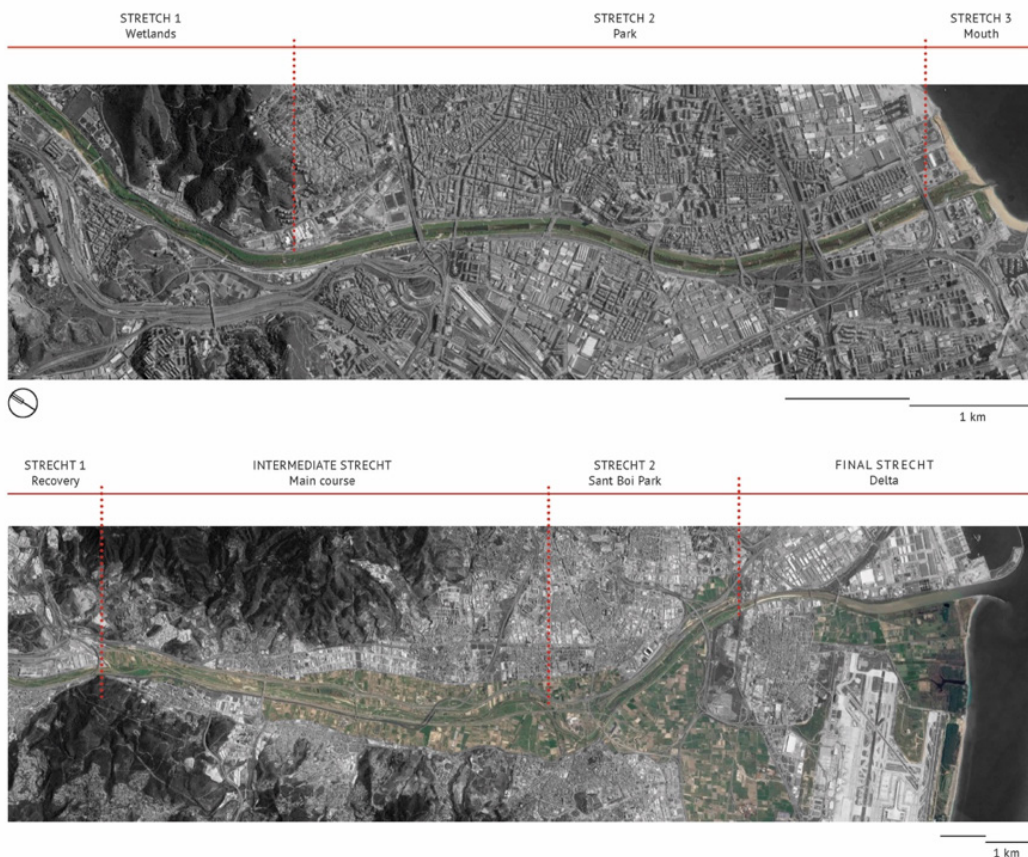 STRETCH 1
Wetlands
STRETCH 2
Park
STRETCH 3
Mouth
1 km
STRECHT 1
Recovery
INTERMEDIATE STRECHT
Main course
STRECHT 2
Sant Boi Park
FINAL STRECHT
Delta
1 km